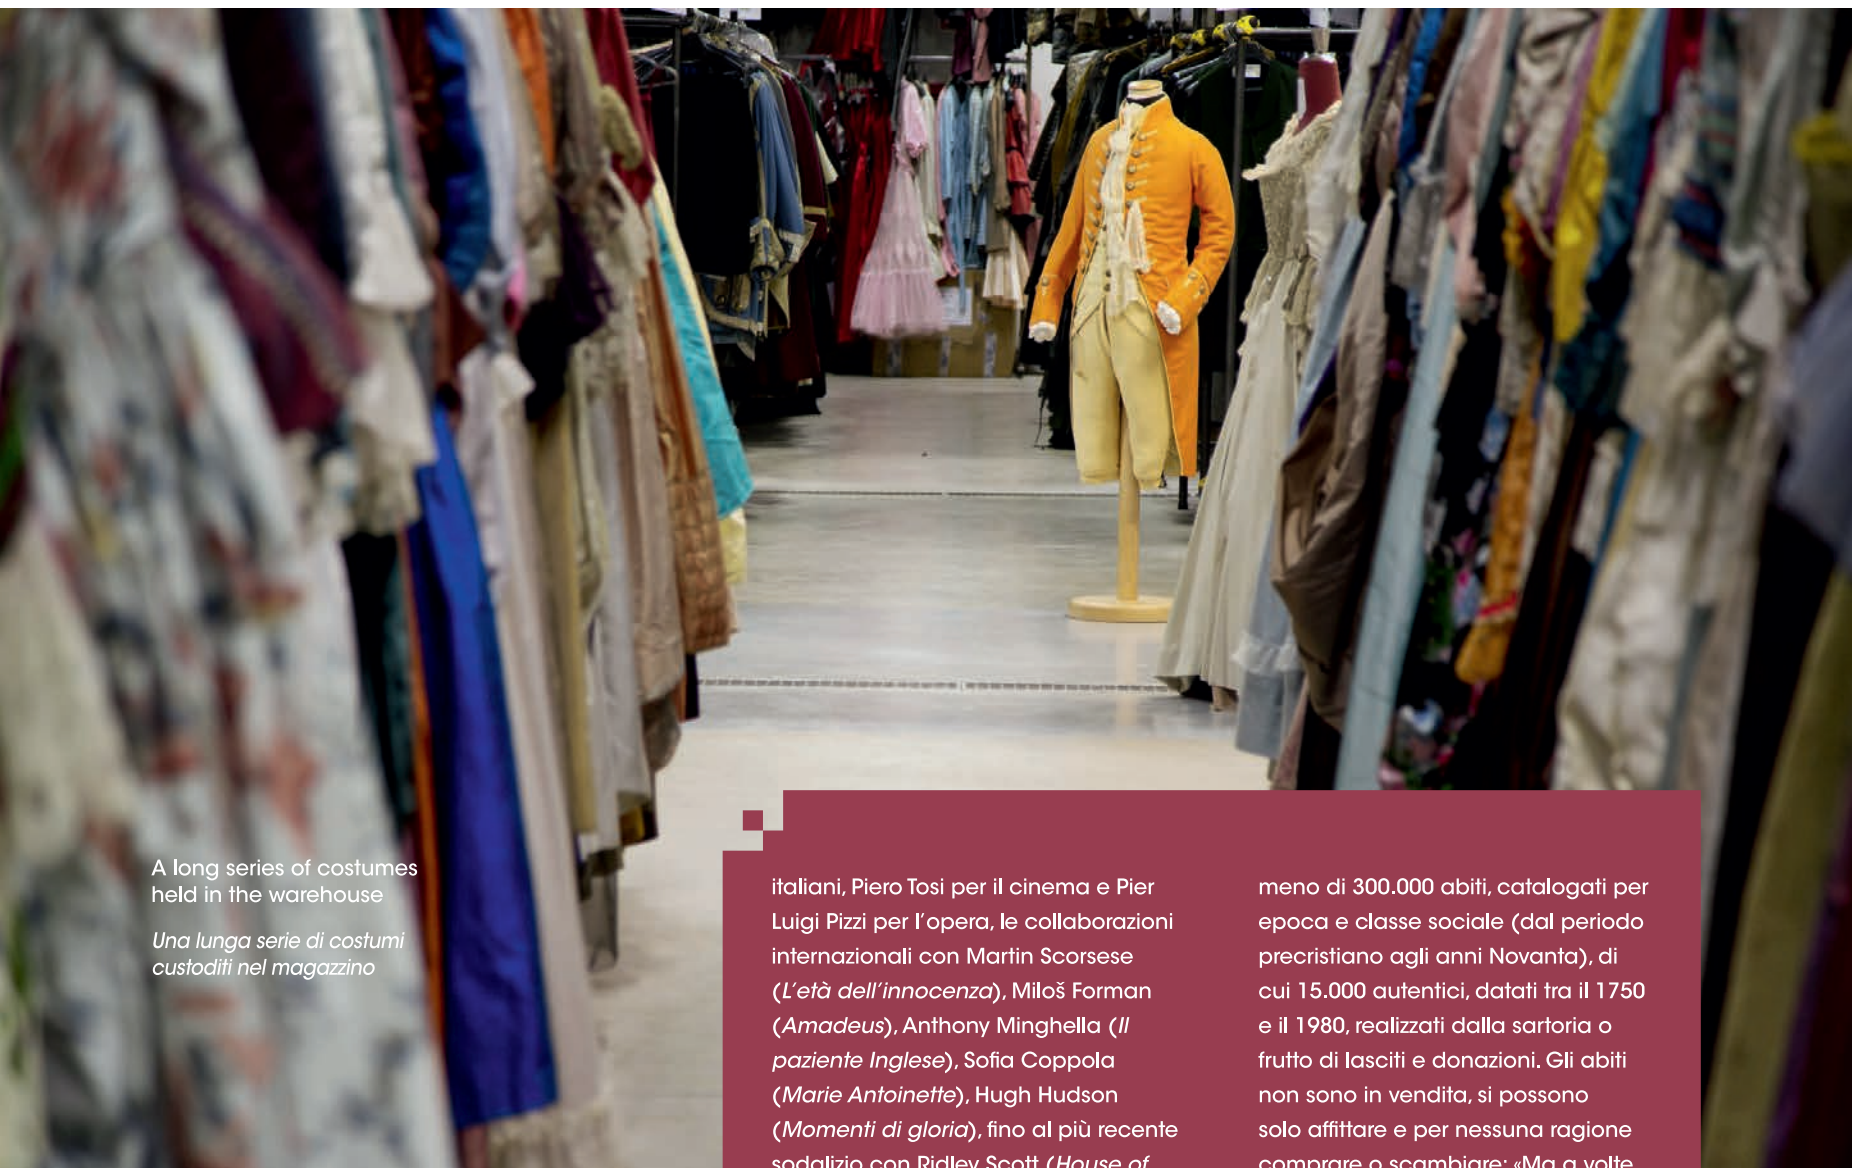 A long series of costumes
held in the warehouse
Una lunga serie di costumi
custoditi nel magazzino
italiani, Piero Tosi per il cinema e Pier
Luigi Pizzi per l'opera, le collaborazioni
internazionali con Martin Scorsese
(L'età dell'innocenza), Miloš Forman
(Amadeus), Anthony Minghella (Il
paziente Inglese), Sofia Coppola
(Marie Antoinette), Hugh Hudson
(Momenti di gloria), fino al più recente
sodalizio con Ridley Scott (House of
meno di 300.000 abiti, catalogati per
epoca e classe sociale (dal periodo
precristiano agli anni Novanta), di
cui 15.000 autentici, datati tra il 1750
e il 1980, realizzati dalla sartoria o
frutto di lasciti e donazioni. Gli abiti
non sono in vendita, si possono
solo affittare e per nessuna ragione
comprare o scambiare: «Ma a volte